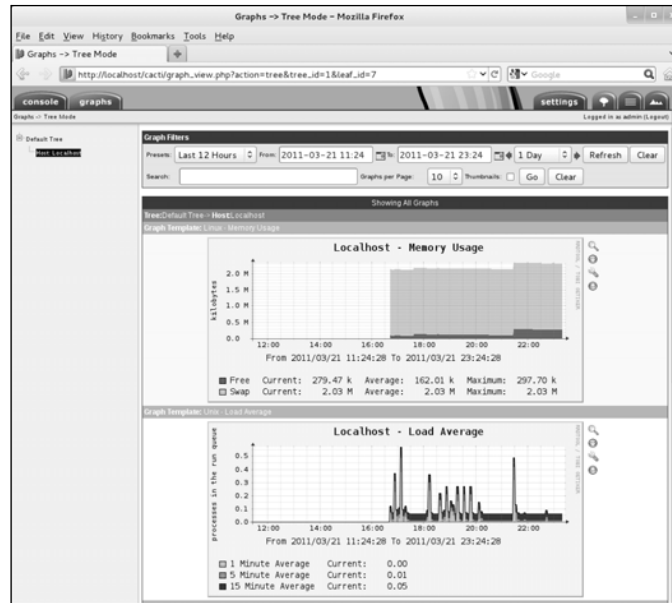 Graphs -> Tree Mode - Mozilla Firefox
File Edit View History Bookmarks Tools Help
Graphs -> Tree Mode
http://localhost/cacti/graph_view.php?action=tree&tree_id=1&leaf_id=7
Google
console graphs settings
Graphs -> Tree Mode Logged in as admin (Logout)
Default Tree
Host: Localhost
Graph Filters
Presets: Last 12 Hours From: 2011-03-21 11:24 To: 2011-03-21 23:24 1 Day Refresh Clear
Search: Graphs per Page: 10 Thumbnails: Go Clear
Showing All Graphs
Tree:Default Tree-> Host:Localhost
Graph Template: Linux - Memory Usage
Localhost - Memory Usage
kilobytes
2.0 M
1.5 M
1.0 M
0.5 M
0.0
12:00 14:00 16:00 18:00 20:00 22:00
From 2011/03/21 11:24:28 To 2011/03/21 23:24:28
Free Current: 279.47 k Average: 162.01 k Maximum: 297.70 k
Swap Current: 2.03 M Average: 2.03 M Maximum: 2.03 M
Graph Template: Unix - Load Average
Localhost - Load Average
processes in the run queue
0.5
0.4
0.3
0.2
0.1
0.0
12:00 14:00 16:00 18:00 20:00 22:00
From 2011/03/21 11:24:28 To 2011/03/21 23:24:28
1 Minute Average Current: 0.00
5 Minute Average Current: 0.01
15 Minute Average Current: 0.05